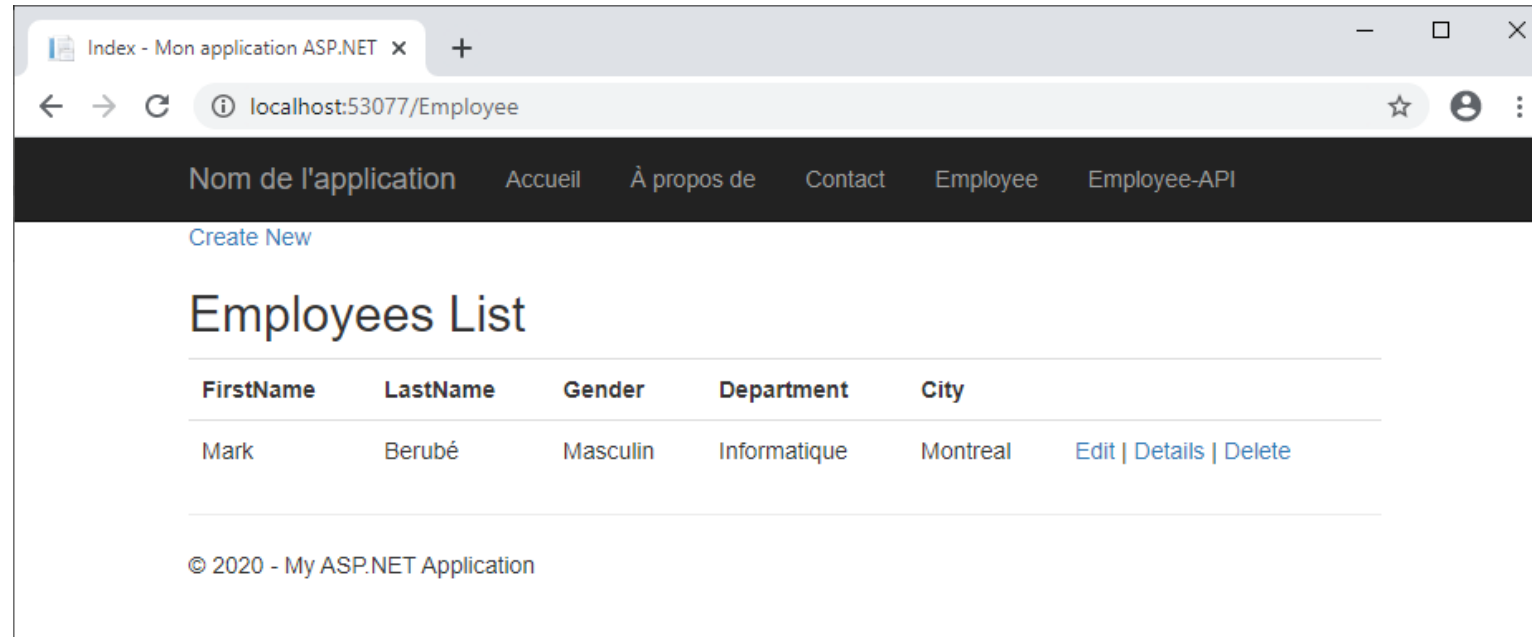 Index - Mon application ASP.NET
localhost:53077/Employee
Nom de l'application Accueil À propos de Contact Employee Employee-API
Create New
Employees List
FirstName LastName Gender Department City
Mark Berubé Masculin Informatique Montreal Edit | Details | Delete
© 2020 - My ASP.NET Application